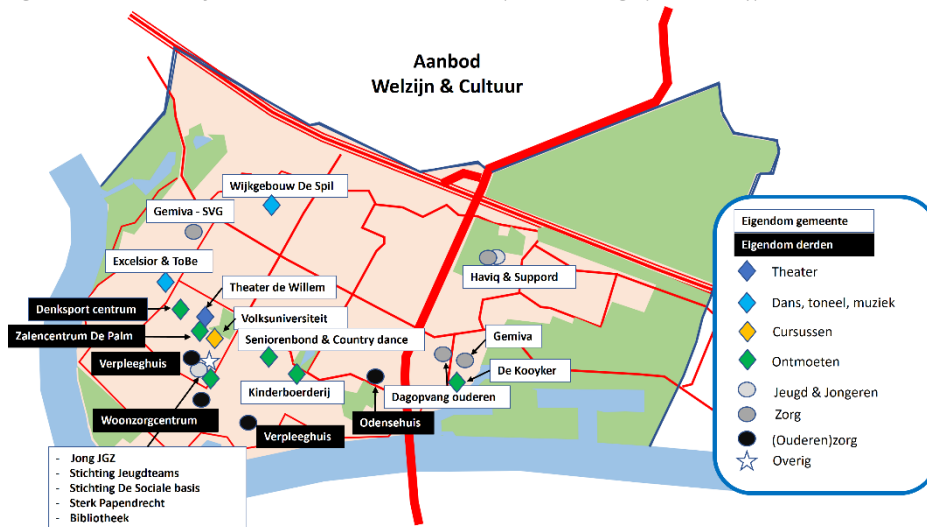 Aanbod
Welzijn & Cultuur
Wijkgebouw De Spil
Gemiva - SVG
Excelsior & ToBe
Haviq & Suppord
Theater de Willem
Denksport centrum
Volksuniversiteit
Zalencentrum De Palm
Seniorenbond & Country dance
Gemiva
Verpleeghuis
De Kooyker
Kinderboerderij
Dagopvang ouderen
Woonzorgcentrum
Odensehuis
Verpleeghuis
- Jong JGZ
- Stichting Jeugdteams
- Stichting De Sociale basis
- Sterk Papendrecht
- Bibliotheek
Eigendom gemeente
Eigendom derden
Theater
Dans, toneel, muziek
Cursussen
Ontmoeten
Jeugd & Jongeren
Zorg
(Ouderen)zorg
Overig